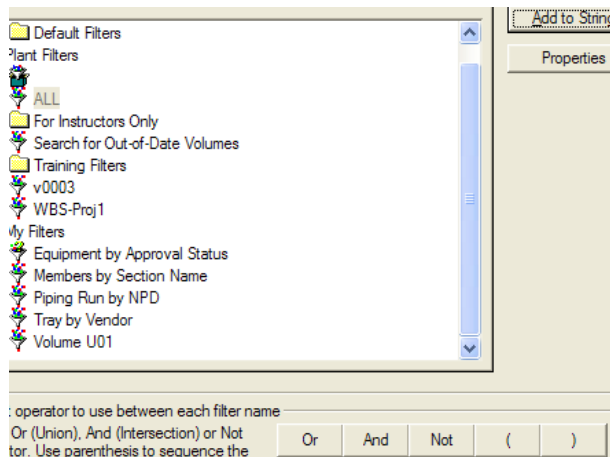 Default Filters
Plant Filters
ALL
For Instructors Only
Search for Out-of-Date Volumes
Training Filters
v0003
WBS-Proj1
My Filters
Equipment by Approval Status
Members by Section Name
Piping Run by NPD
Tray by Vendor
Volume U01
Add to String
Properties
operator to use between each filter name
Or (Union), And (Intersection) or Not
tor. Use parenthesis to sequence the
Or And Not ( )